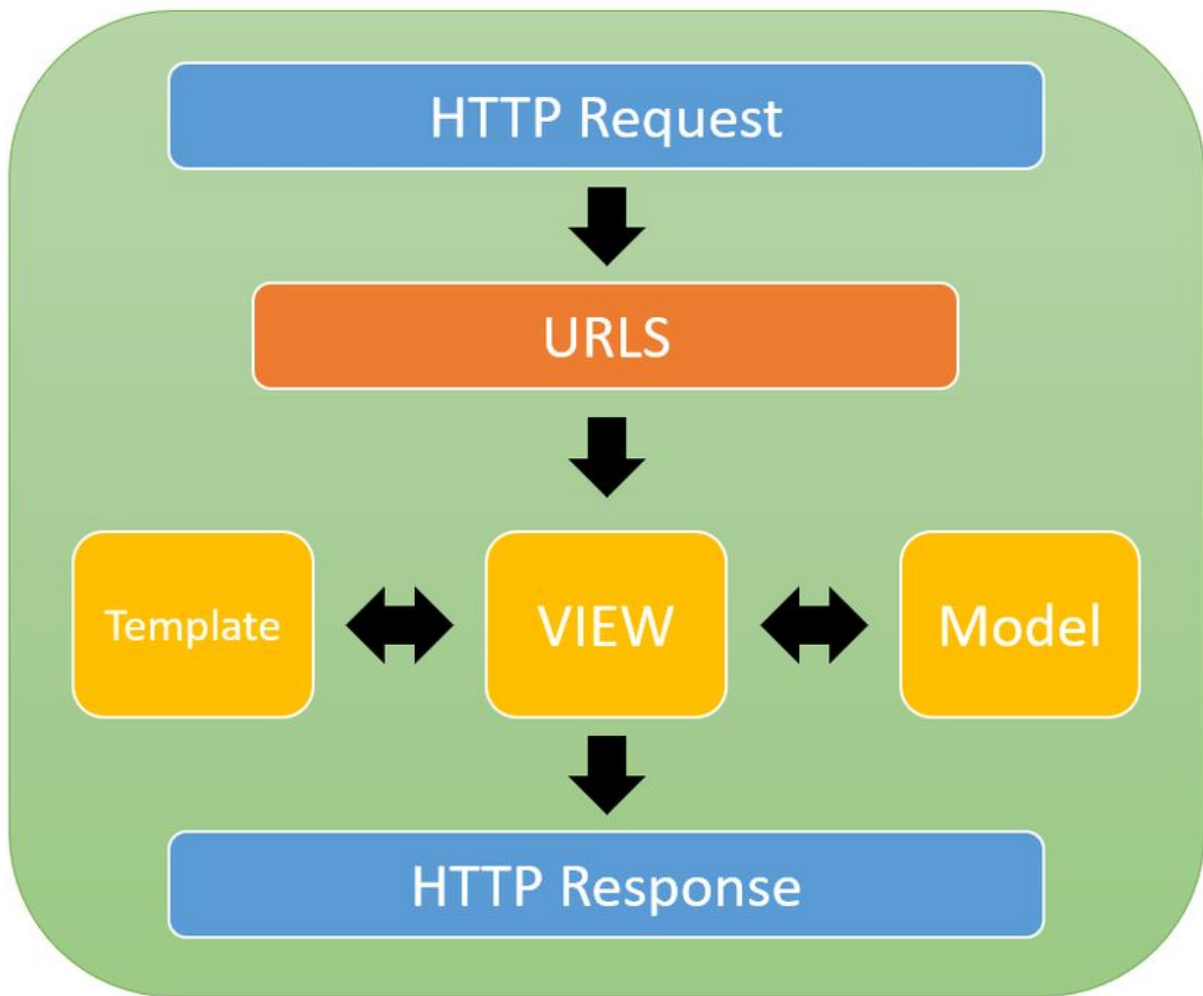 HTTP Request
URLS
Template
VIEW
Model
HTTP Response